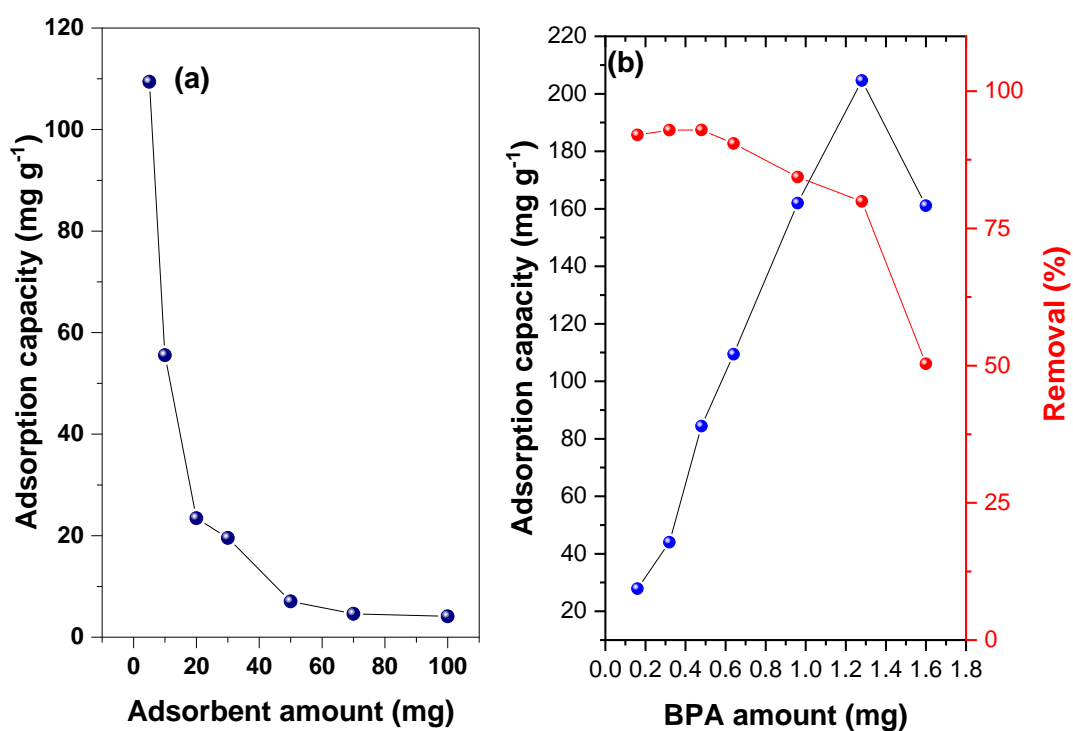 (a)
Adsorption capacity (mg g⁻¹)
120
100
80
60
40
20
0
0 20 40 60 80 100
Adsorbent amount (mg)
(b)
Adsorption capacity (mg g⁻¹)
220
200
180
160
140
120
100
80
60
40
20
0.0 0.2 0.4 0.6 0.8 1.0 1.2 1.4 1.6 1.8
BPA amount (mg)
100
75
50
25
0
Removal (%)